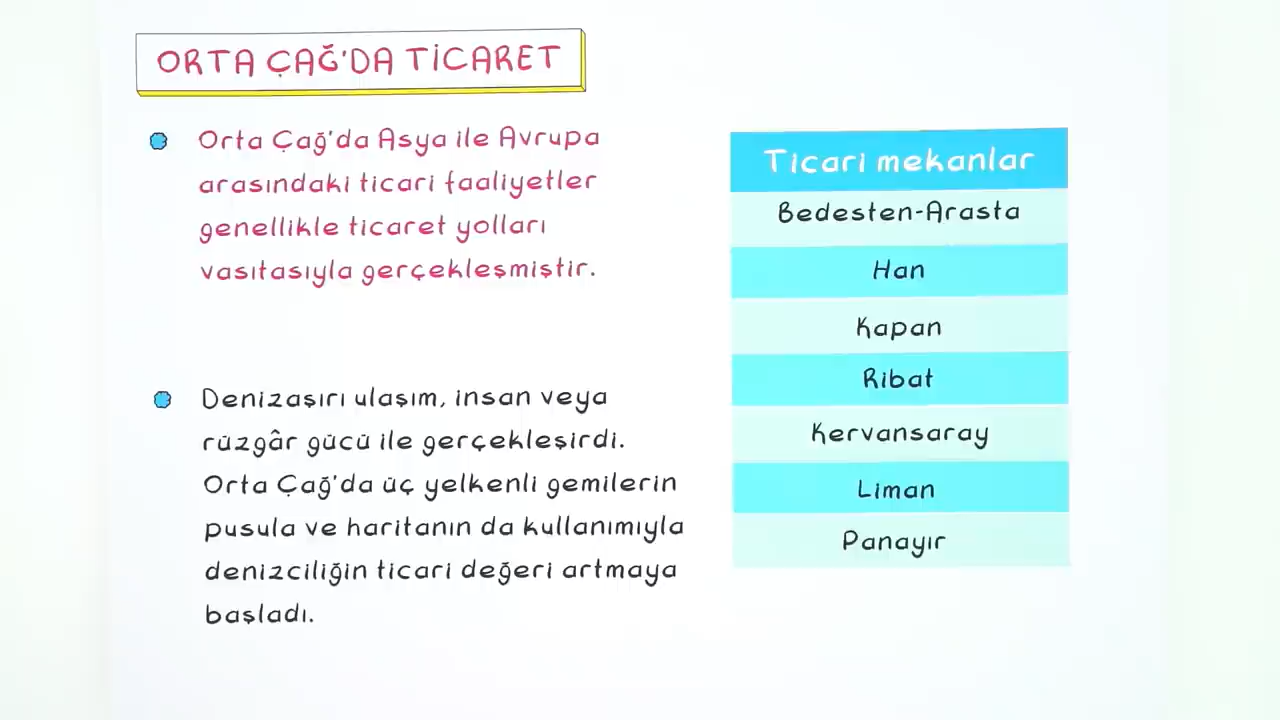 ORTA ÇAĞ'DA TİCARET
Orta Çağ'da Asya ile Avrupa
arasındaki ticari faaliyetler
genellikle ticaret yolları
vasıtasıyla gerçekleşmiştir.
Denizaşırı ulaşım, insan veya
rüzgâr gücü ile gerçekleşirdi.
Orta Çağ'da üç yelkenli gemilerin
pusula ve haritanın da kullanımıyla
denizciliğin ticari değeri artmaya
başladı.
Ticari mekanlar
Bedesten-Arasta
Han
Kapan
Ribat
Kervansaray
Liman
Panayır